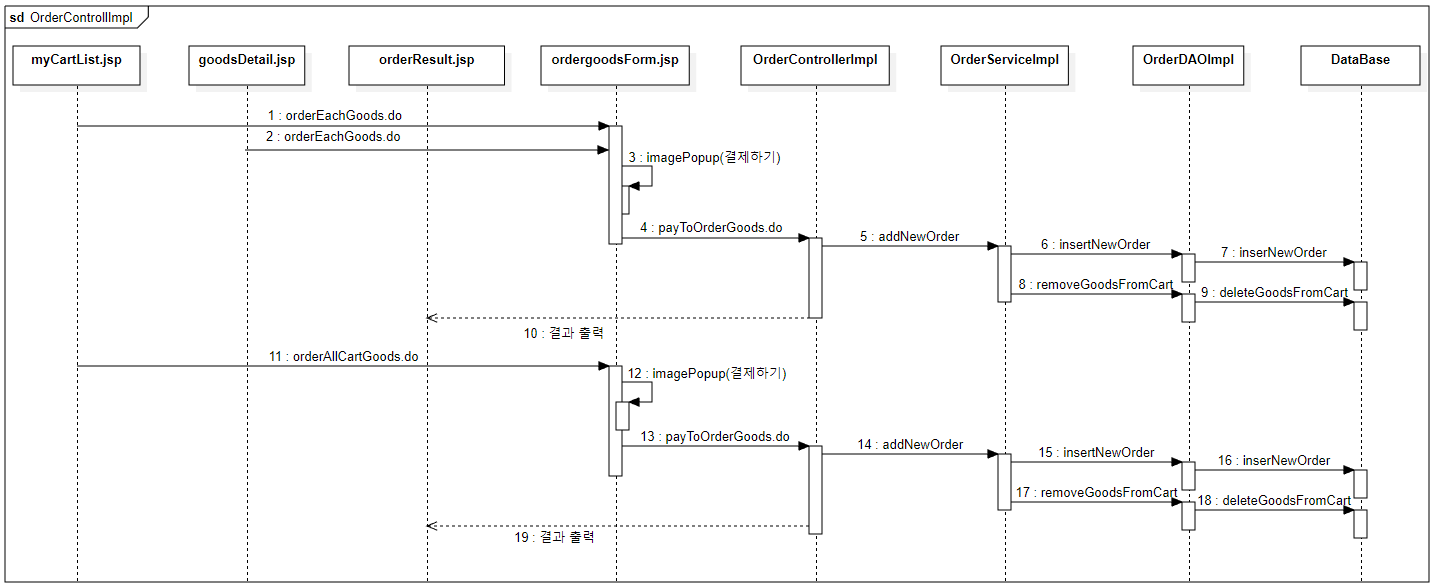 sd OrderControllImpl
myCartList.jsp
goodsDetail.jsp
orderResult.jsp
ordergoodsForm.jsp
OrderControllerImpl
OrderServiceImpl
OrderDAOImpl
DataBase
1 : orderEachGoods.do
2 : orderEachGoods.do
3 : imagePopup(결제하기)
4 : payToOrderGoods.do
5 : addNewOrder
6 : insertNewOrder
7 : inserNewOrder
8 : removeGoodsFromCart
9 : deleteGoodsFromCart
10 : 결과 출력
11 : orderAllCartGoods.do
12 : imagePopup(결제하기)
13 : payToOrderGoods.do
14 : addNewOrder
15 : insertNewOrder
16 : inserNewOrder
17 : removeGoodsFromCart
18 : deleteGoodsFromCart
19 : 결과 출력